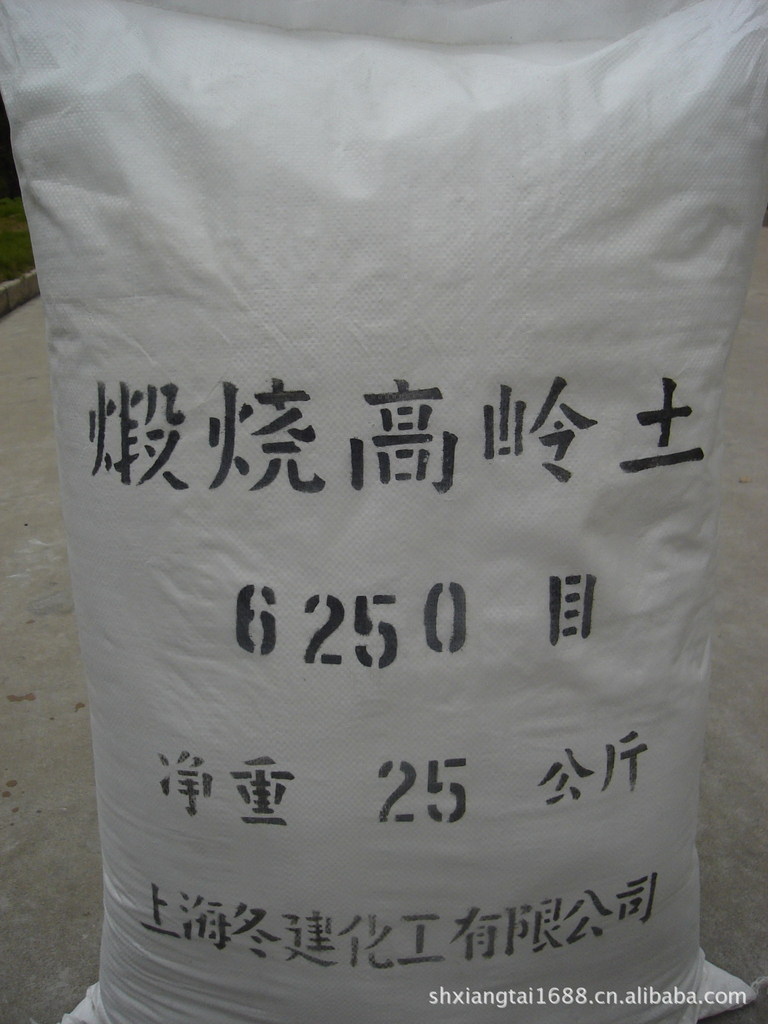 煅烧高岭土
6250 目
净重 25 公斤
上海冬建化工有限公司
shxiangtai1688.cn.alibaba.com